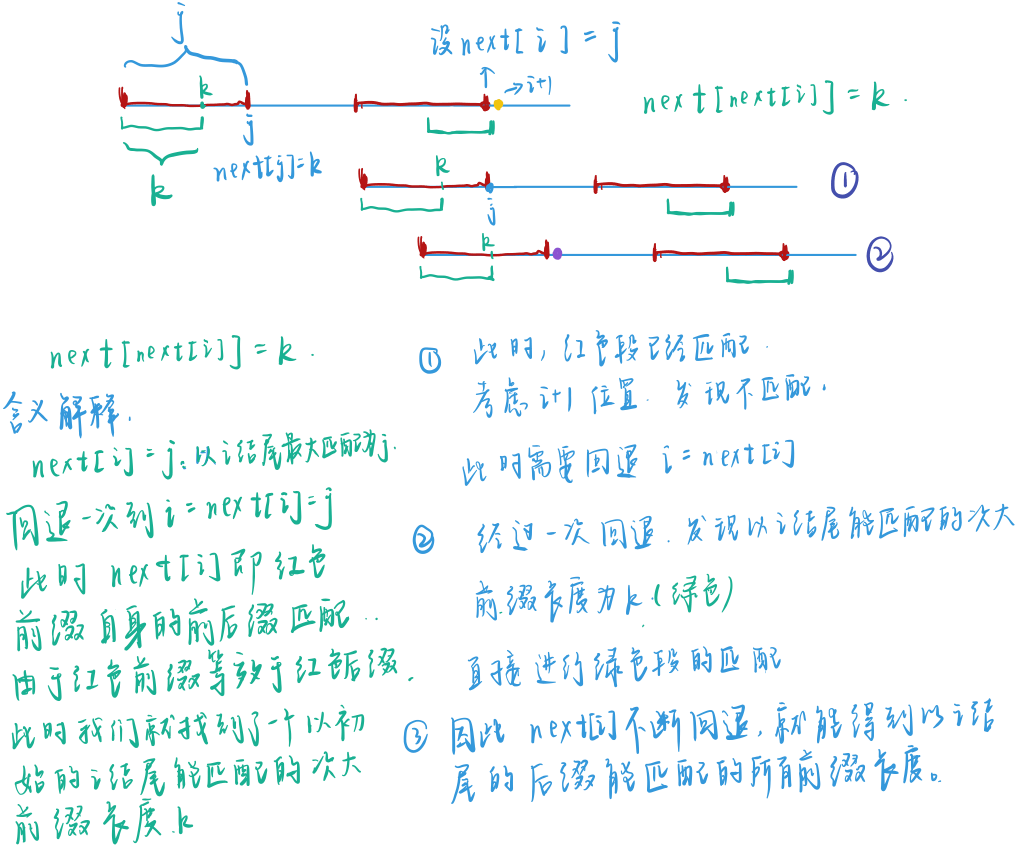 j
设next[i]=j
→i+1
k
next[next[i]]=k.
j
next[j]=k
k
k
①
j
k
②
next[next[i]]=k.
含义解释.
next[i]=j:以i结尾最大匹配为j.
回退一次到i=next[i]=j
此时 next[i]即红色
前缀自身的前后缀匹配..
由于红色前缀等效于红色后缀.
此时我们就找到了一个以初
始的i结尾能匹配的次大
前缀长度.k
① 此时,红色段已经匹配.
考虑i+1 位置. 发现不匹配.
此时需要回退 i=next[i]
② 经过一次回退.发现以i结尾能匹配的次大
前缀长度为k.(绿色)
直接进行绿色段的匹配
③ 因此 next[i]不断回退,就能得到以i结
尾的后缀能匹配的所有前缀长度。